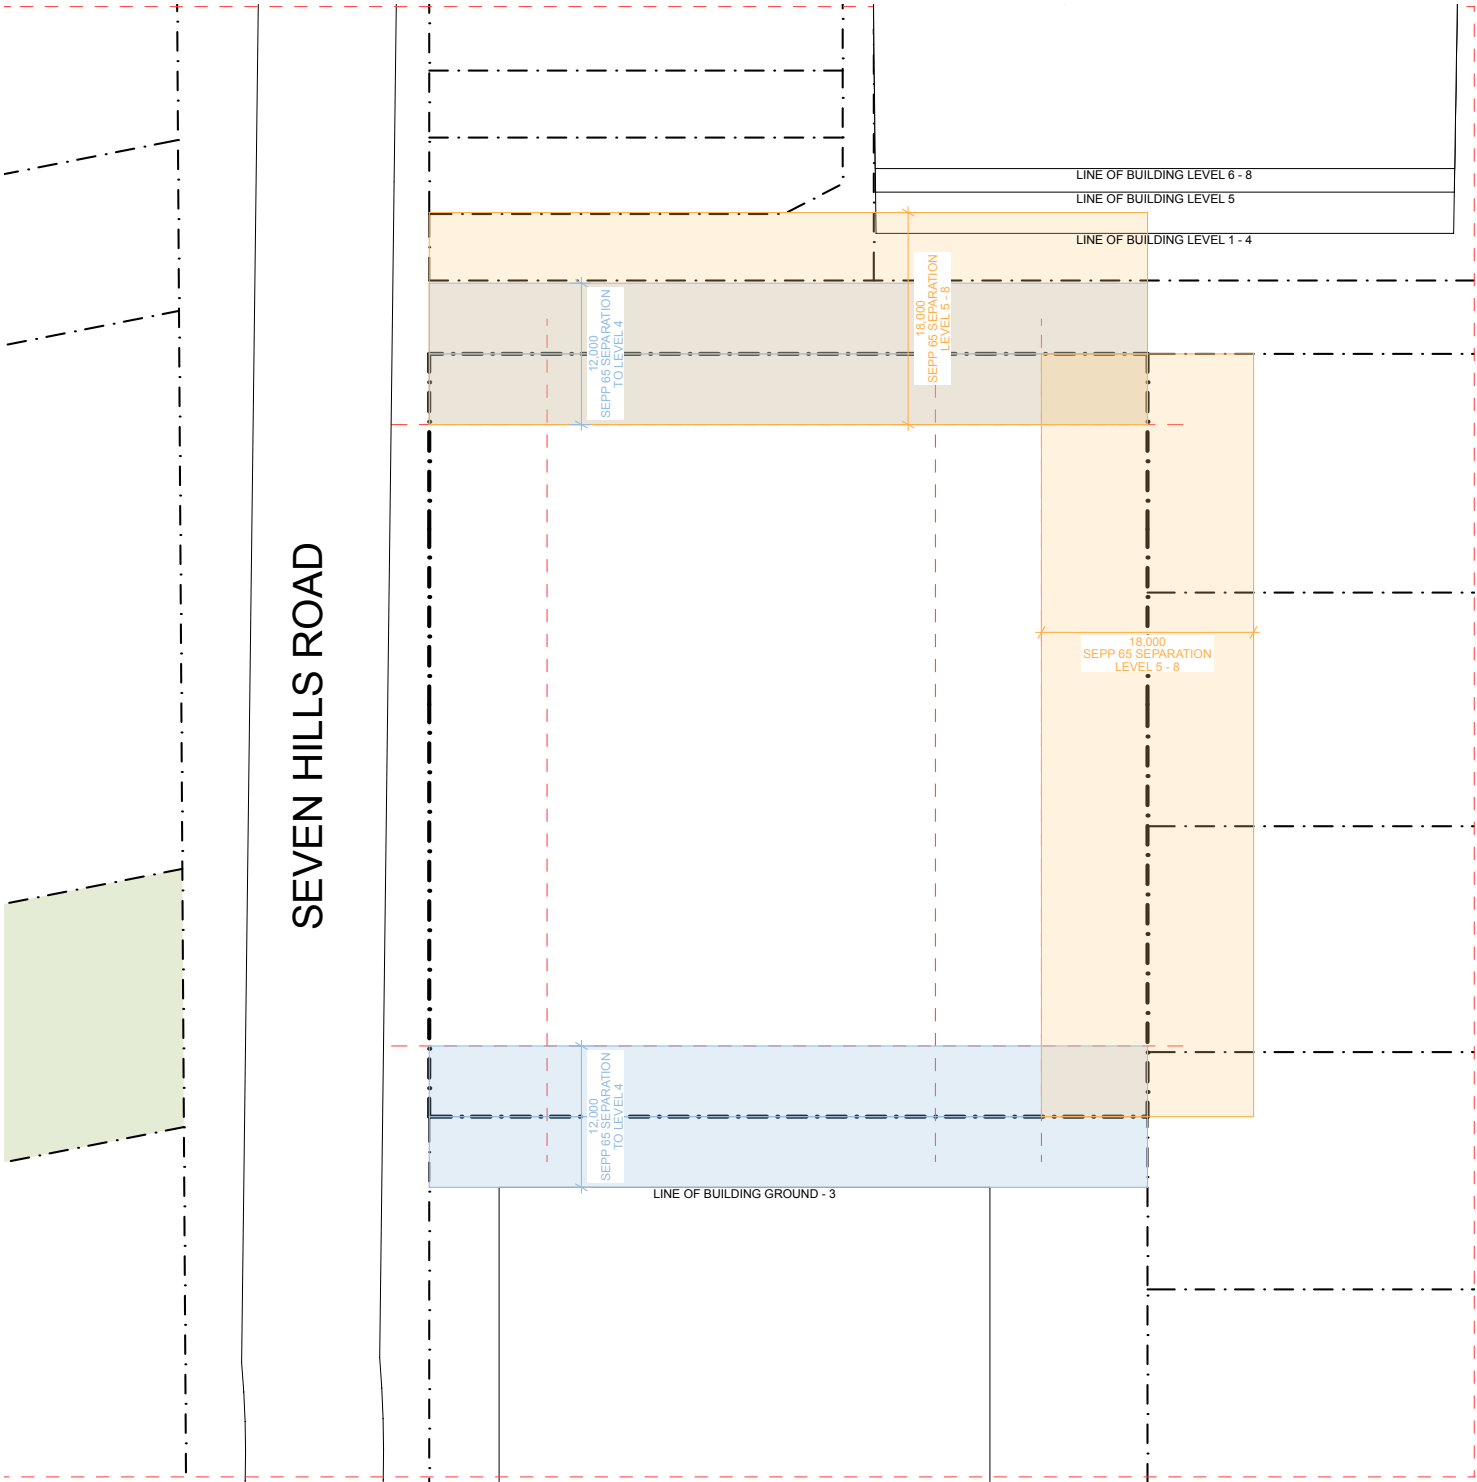 LINE OF BUILDING LEVEL 6 - 8
LINE OF BUILDING LEVEL 5
LINE OF BUILDING LEVEL 1 - 4
18,000
SEPP 65 SEPARATION
LEVEL 5 - 8
12,000
SEPP 65 SEPARATION
TO LEVEL 4
SEVEN HILLS ROAD
18,000
SEPP 65 SEPARATION
LEVEL 5 - 8
12,000
SEPP 65 SEPARATION
TO LEVEL 4
LINE OF BUILDING GROUND - 3